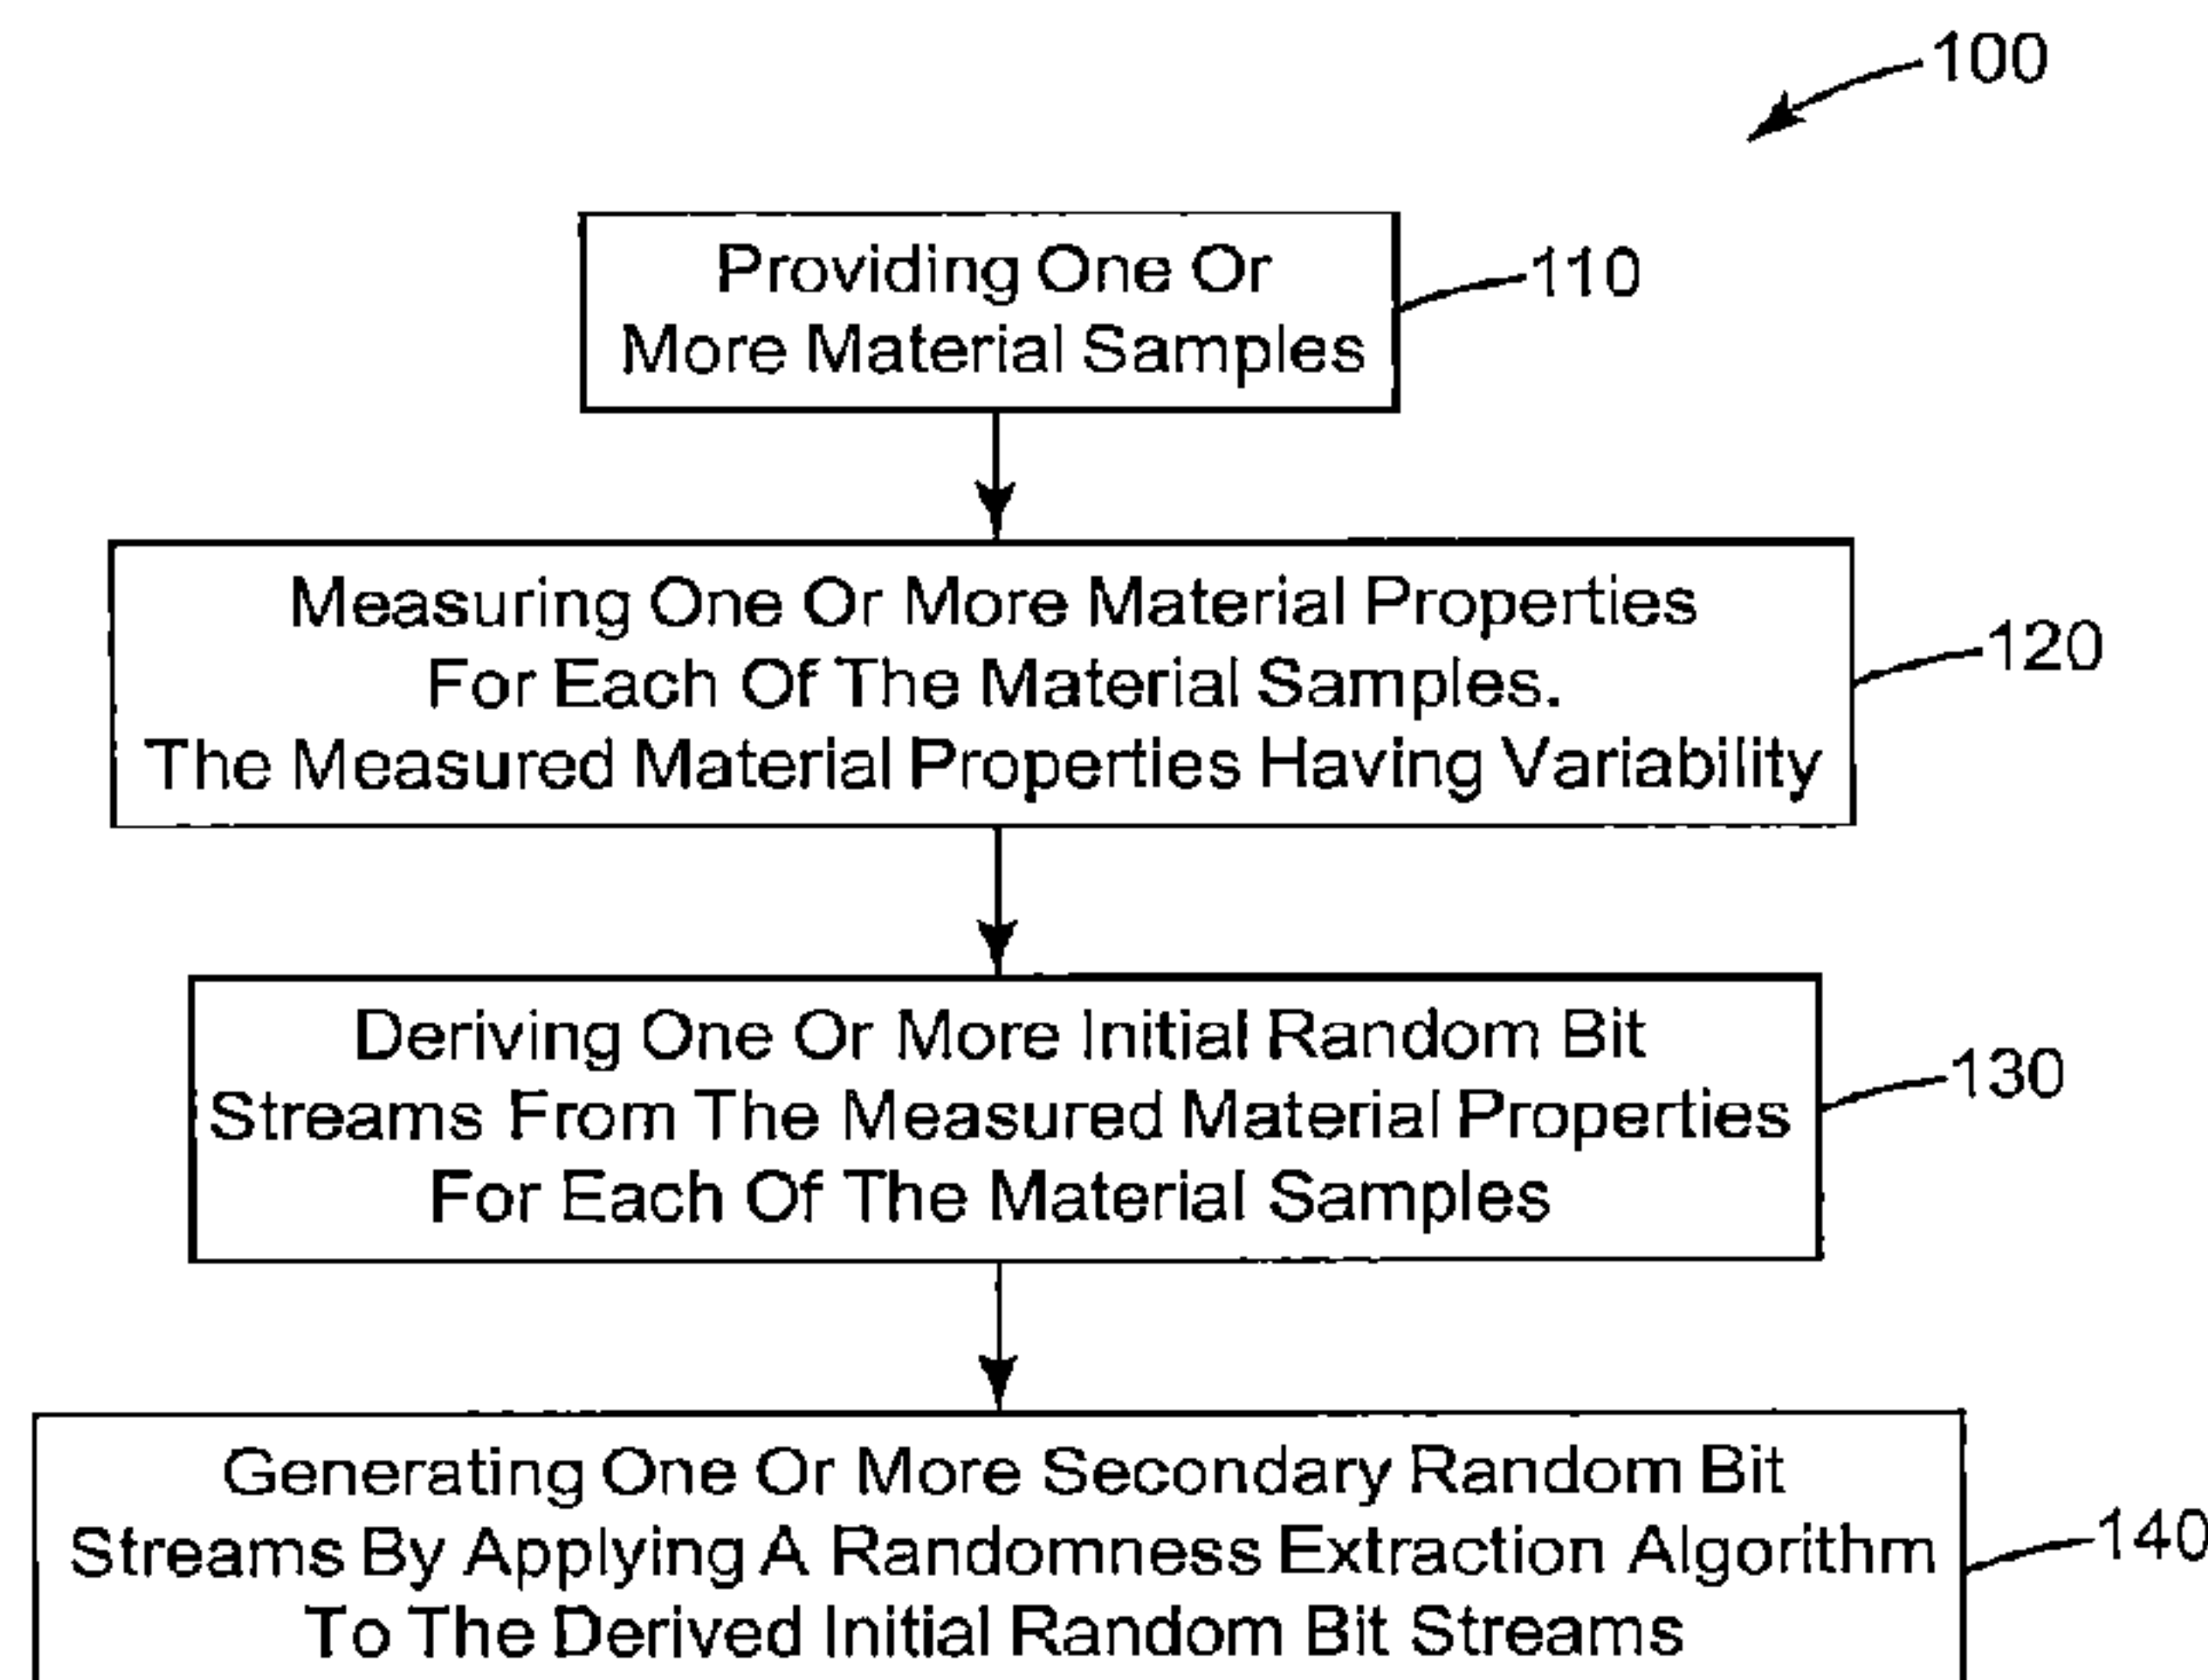 100
Providing One Or
More Material Samples
110
Measuring One Or More Material Properties
For Each Of The Material Samples.
The Measured Material Properties Having Variability
120
Deriving One Or More Initial Random Bit
Streams From The Measured Material Properties
For Each Of The Material Samples
130
Generating One Or More Secondary Random Bit
Streams By Applying A Randomness Extraction Algorithm
To The Derived Initial Random Bit Streams
140